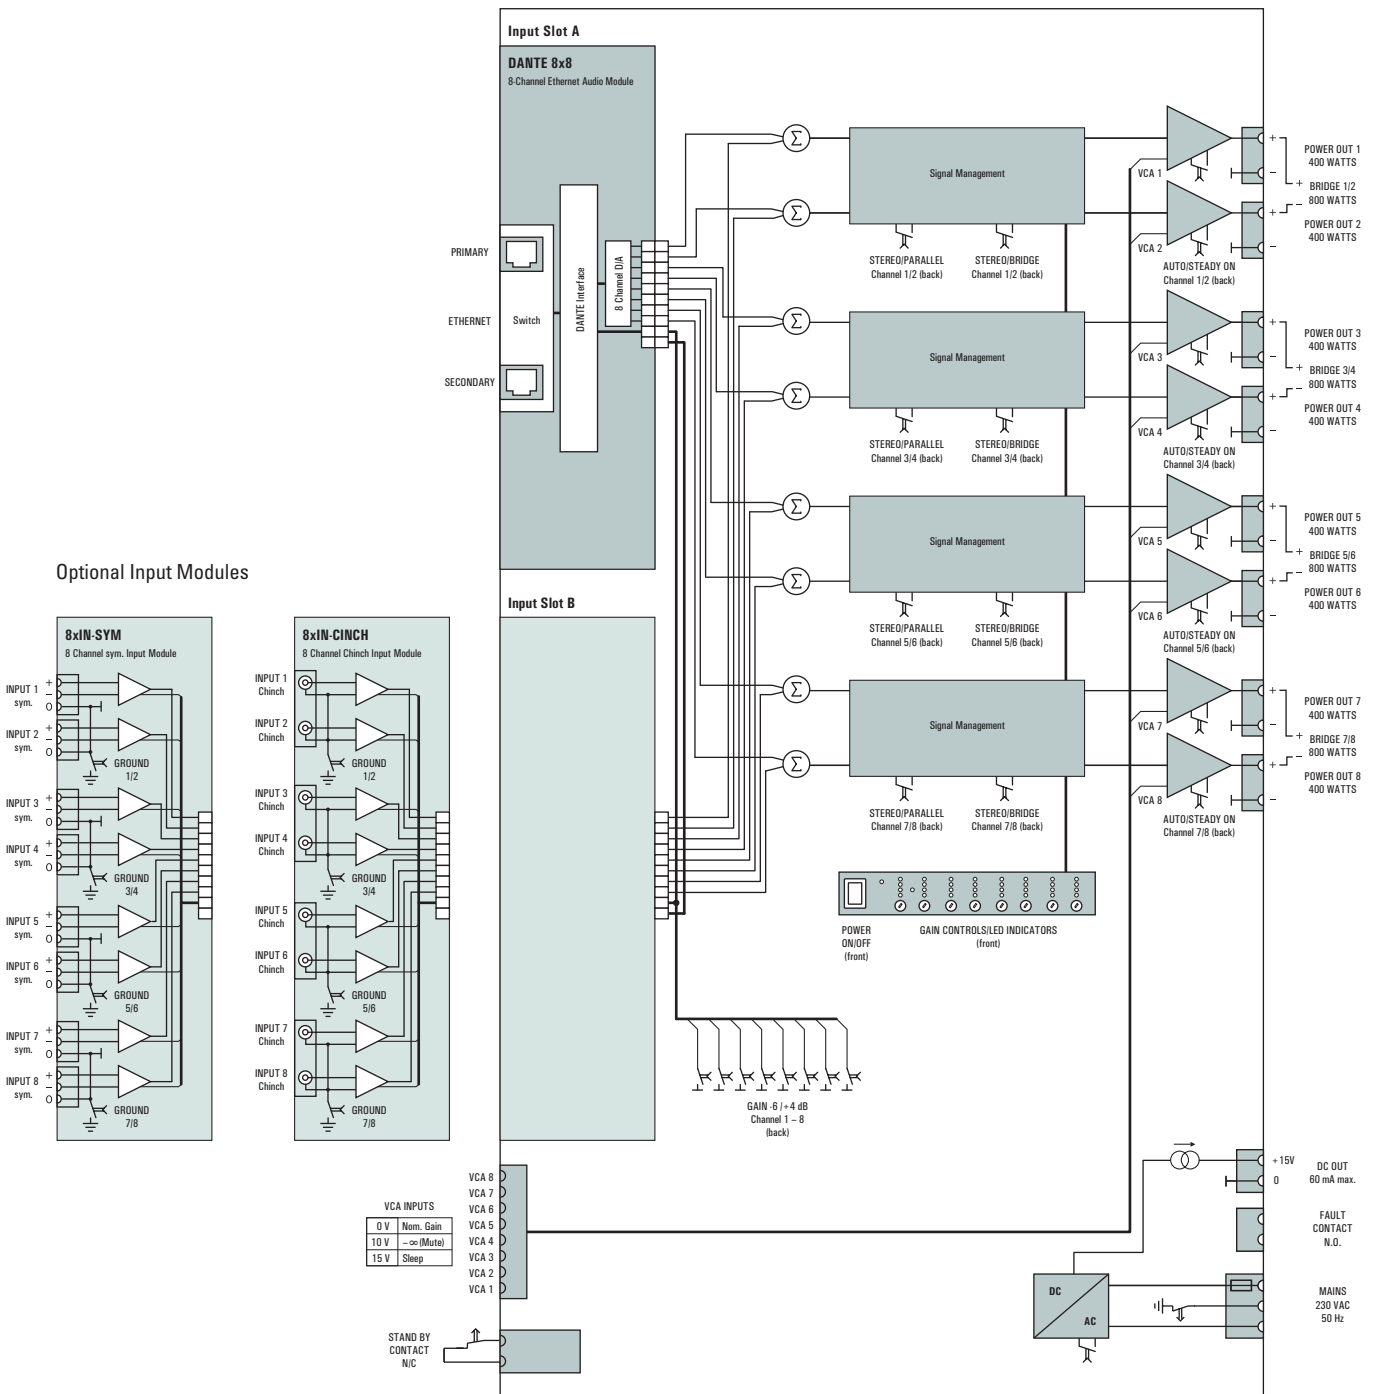 Input Slot A
DANTE 8x8
8-Channel Ethernet Audio Module
PRIMARY
ETHERNET
SECONDARY
Switch
DANTE Interface
8 Channel D/A
Σ
Σ
Signal Management
STEREO/PARALLEL
Channel 1/2 (back)
STEREO/BRIDGE
Channel 1/2 (back)
VCA 1
VCA 2
AUTO/STEADY ON
Channel 1/2 (back)
+
−
+
−
POWER OUT 1
400 WATTS
+ BRIDGE 1/2
− 800 WATTS
POWER OUT 2
400 WATTS
Σ
Σ
Signal Management
STEREO/PARALLEL
Channel 3/4 (back)
STEREO/BRIDGE
Channel 3/4 (back)
VCA 3
VCA 4
AUTO/STEADY ON
Channel 3/4 (back)
+
−
+
−
POWER OUT 3
400 WATTS
+ BRIDGE 3/4
− 800 WATTS
POWER OUT 4
400 WATTS
Σ
Σ
Signal Management
STEREO/PARALLEL
Channel 5/6 (back)
STEREO/BRIDGE
Channel 5/6 (back)
VCA 5
VCA 6
AUTO/STEADY ON
Channel 5/6 (back)
+
−
+
−
POWER OUT 5
400 WATTS
+ BRIDGE 5/6
− 800 WATTS
POWER OUT 6
400 WATTS
Σ
Σ
Signal Management
STEREO/PARALLEL
Channel 7/8 (back)
STEREO/BRIDGE
Channel 7/8 (back)
VCA 7
VCA 8
AUTO/STEADY ON
Channel 7/8 (back)
+
−
+
−
POWER OUT 7
400 WATTS
+ BRIDGE 7/8
− 800 WATTS
POWER OUT 8
400 WATTS
Optional Input Modules
8xIN-SYM
8 Channel sym. Input Module
INPUT 1
sym.
+
−
0
INPUT 2
sym.
+
−
0
GROUND
1/2
INPUT 3
sym.
+
−
0
INPUT 4
sym.
+
−
0
GROUND
3/4
INPUT 5
sym.
+
−
0
INPUT 6
sym.
+
−
0
GROUND
5/6
INPUT 7
sym.
+
−
0
INPUT 8
sym.
+
−
0
GROUND
7/8
8xIN-CINCH
8 Channel Chinch Input Module
INPUT 1
Chinch
INPUT 2
Chinch
GROUND
1/2
INPUT 3
Chinch
INPUT 4
Chinch
GROUND
3/4
INPUT 5
Chinch
INPUT 6
Chinch
GROUND
5/6
INPUT 7
Chinch
INPUT 8
Chinch
GROUND
7/8
Input Slot B
POWER
ON/OFF
(front)
GAIN CONTROLS/LED INDICATORS
(front)
GAIN -6 /+4 dB
Channel 1 – 8
(back)
VCA INPUTS
0 V Nom. Gain
10 V −∞(Mute)
15 V Sleep
VCA 8
VCA 7
VCA 6
VCA 5
VCA 4
VCA 3
VCA 2
VCA 1
STAND BY
CONTACT
N/C
+15V
0
DC OUT
60 mA max.
FAULT
CONTACT
N.O.
DC
AC
MAINS
230 VAC
50 Hz